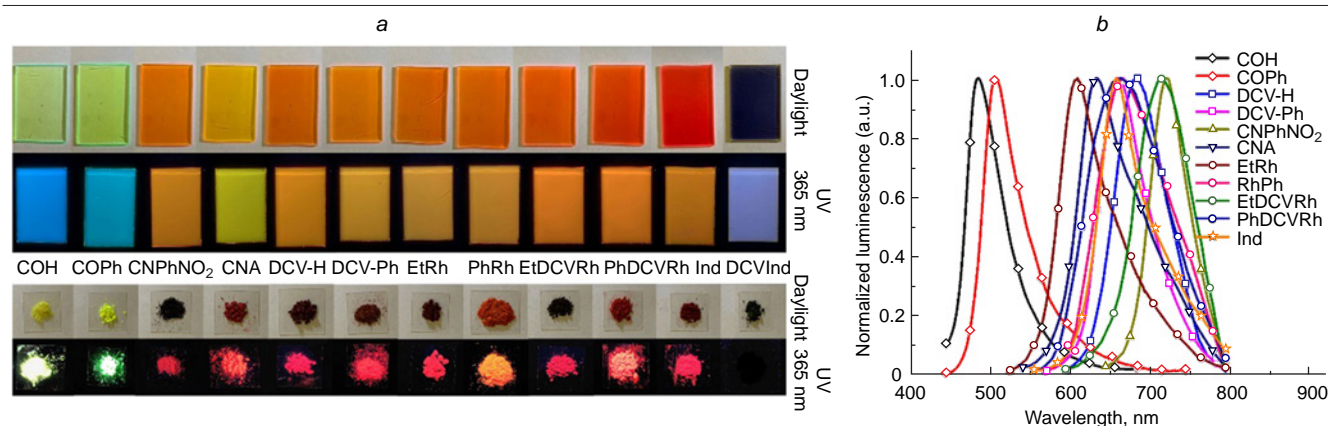 a
Daylight
UV
365 nm
COH COPh CNPhNO₂ CNA DCV-H DCV-Ph EtRh PhRh EtDCVRh PhDCVRh Ind DCVInd
Daylight
UV
365 nm
b
Normalized luminescence (a.u.)
1.0
0.8
0.6
0.4
0.2
0
400 500 600 700 800 900
Wavelength, nm
COH
COPh
DCV-H
DCV-Ph
CNPhNO₂
CNA
EtRh
RhPh
EtDCVRh
PhDCVRh
Ind